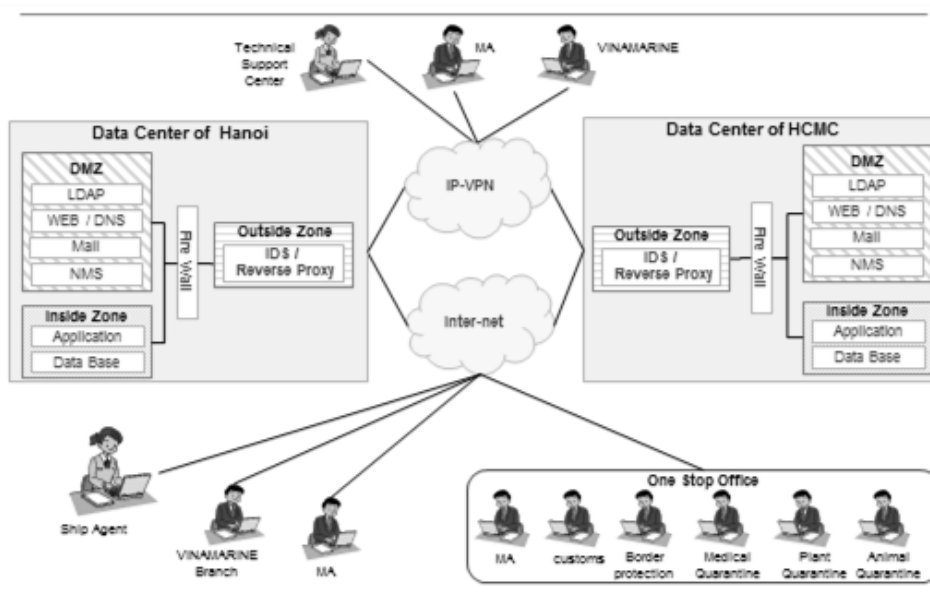 Technical
Support
Center
MA
VINAMARINE
Data Center of Hanoi
DMZ
LDAP
WEB / DNS
Mail
NMS
Inside Zone
Application
Data Base
Fire Wall
Outside Zone
IDS /
Reverse Proxy
IP-VPN
Inter-net
Data Center of HCMC
Outside Zone
IDS /
Reverse Proxy
Fire Wall
DMZ
LDAP
WEB / DNS
Mail
NMS
Inside Zone
Application
Data Base
Ship Agent
VINAMARINE
Branch
MA
One Stop Office
MA
customs
Border
protection
Medical
Quarantine
Plant
Quarantine
Animal
Quarantine